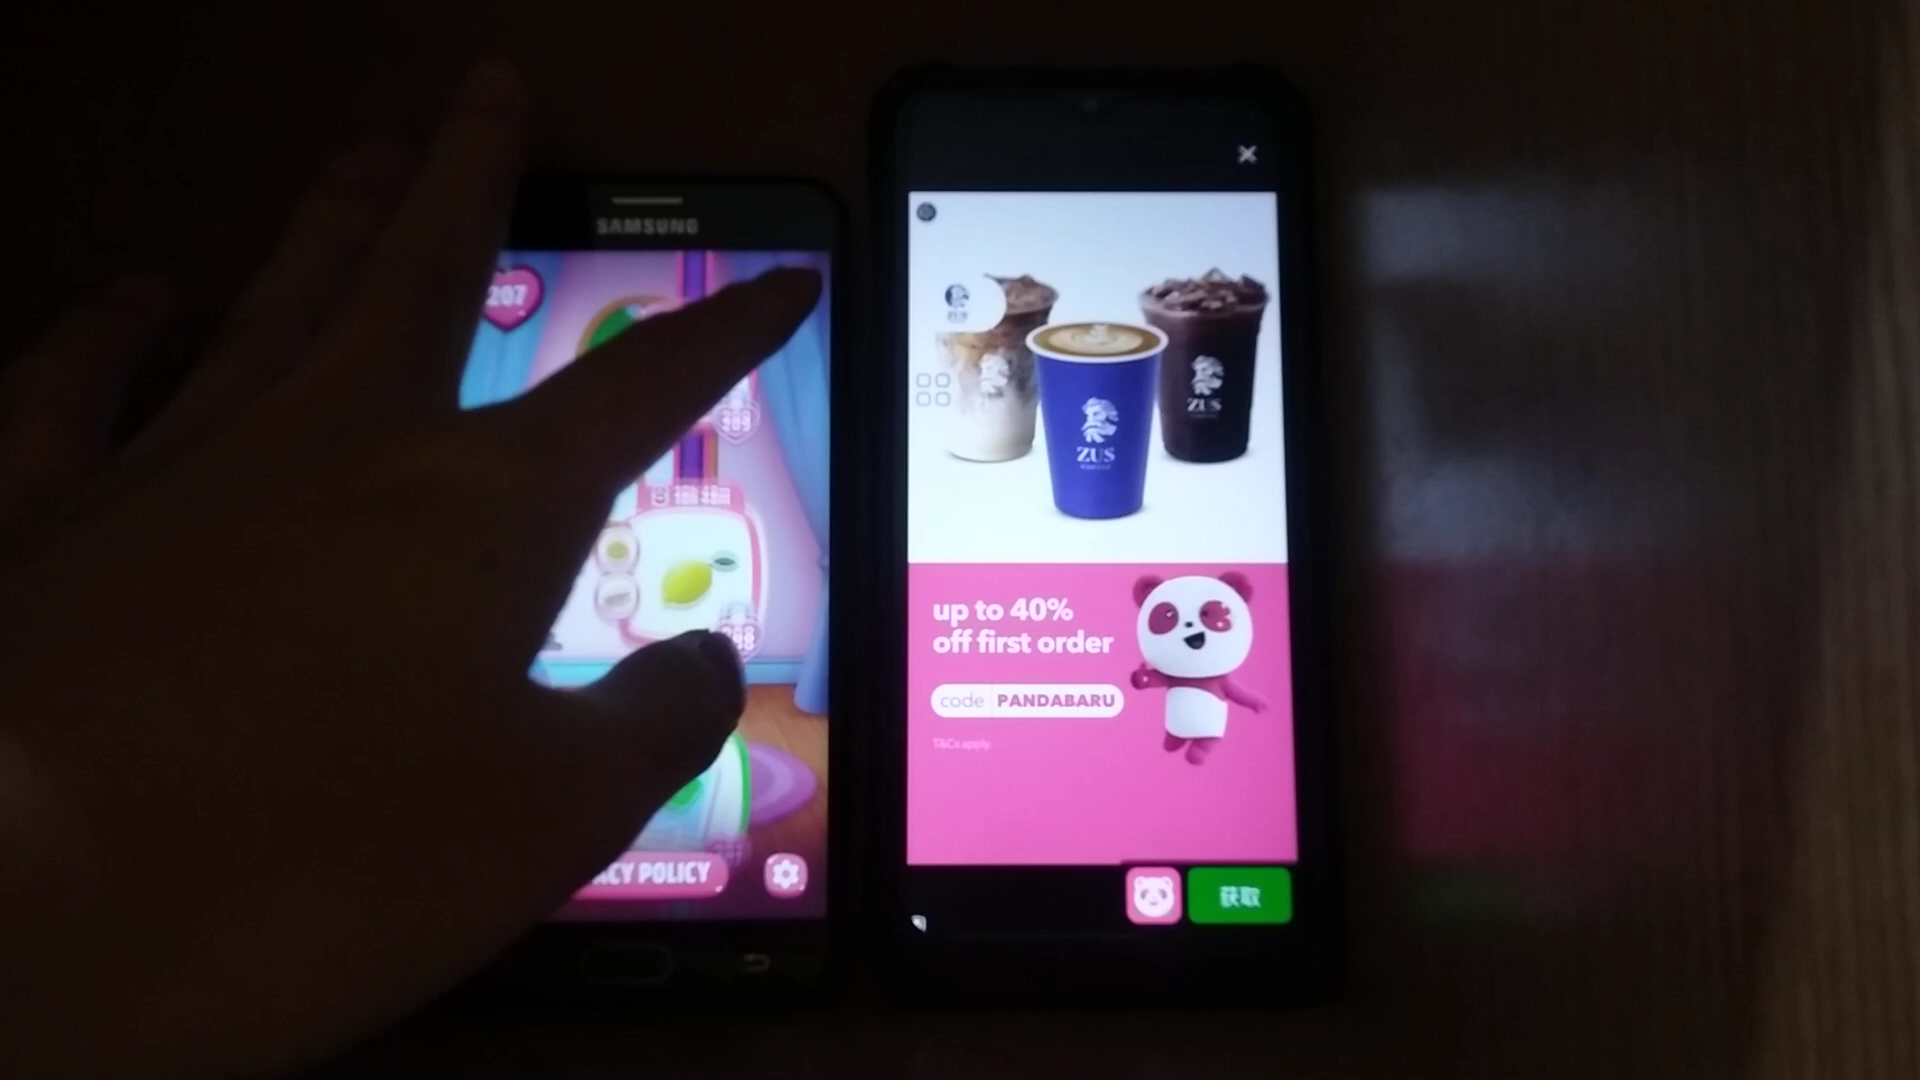 SAMSUNG
207
ACY POLICY
ZUS
ZUS
ZUS
up to 40%
off first order
code PANDABARU
T&Cs apply.
获取